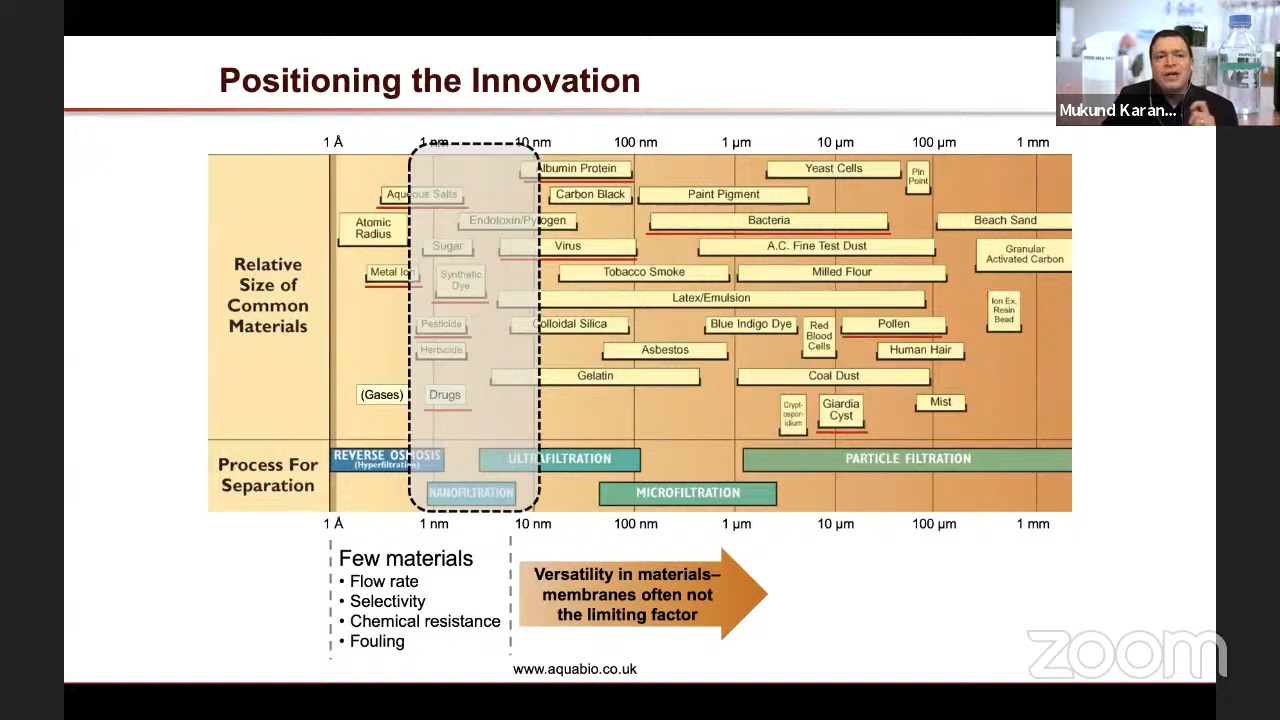 Positioning the Innovation
Mukund Karan...
1 Å 1 nm 10 nm 100 nm 1 µm 10 µm 100 µm 1 mm
Albumin Protein
Yeast Cells
Pin
Point
Aqueous Salts
Carbon Black
Paint Pigment
Atomic
Radius
Endotoxin/Pyrogen
Bacteria
Beach Sand
Sugar
Virus
A.C. Fine Test Dust
Granular
Activated Carbon
Relative
Size of
Common
Materials
Metal Ion
Synthetic
Dye
Tobacco Smoke
Milled Flour
Latex/Emulsion
Ion Ex.
Resin
Bead
Pesticide
Colloidal Silica
Blue Indigo Dye
Red
Blood
Cells
Pollen
Herbicide
Asbestos
Human Hair
Gelatin
Coal Dust
(Gases)
Drugs
Crypt-
ospor-
idium
Giardia
Cyst
Mist
Process For
Separation
REVERSE OSMOSIS
(Hyperfiltration)
ULTRAFILTRATION
PARTICLE FILTRATION
NANOFILTRATION
MICROFILTRATION
1 Å 1 nm 10 nm 100 nm 1 µm 10 µm 100 µm 1 mm
Few materials
• Flow rate
• Selectivity
• Chemical resistance
• Fouling
Versatility in materials–
membranes often not
the limiting factor
www.aquabio.co.uk
zoom